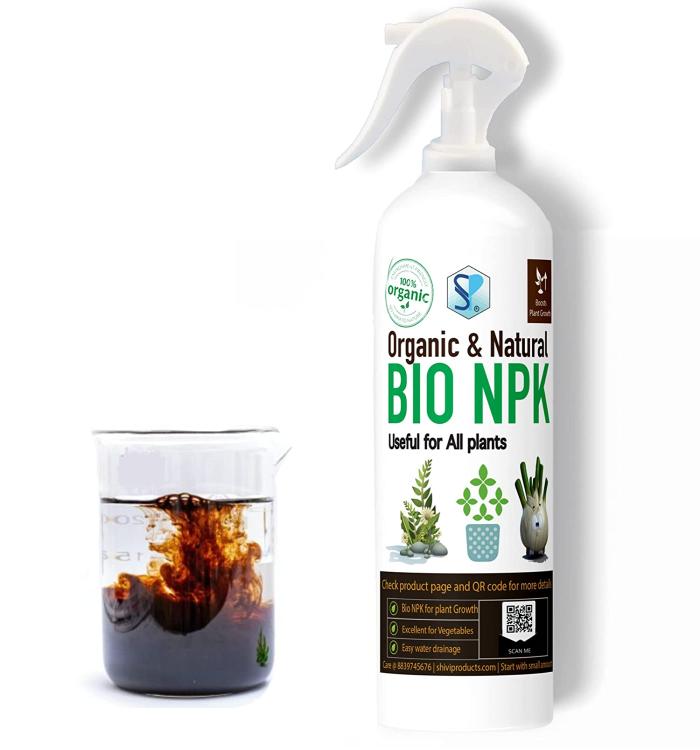 100%
organic
Boosts
Plant Growth
Organic & Natural
BIO NPK
Useful for All plants
Check product page and QR code for more details
Bio NPK for plant Growth
Excellent for Vegetables
Easy water drainage
SCAN ME
Care @ 8839745676 | shiviproducts.com | Start with small amount